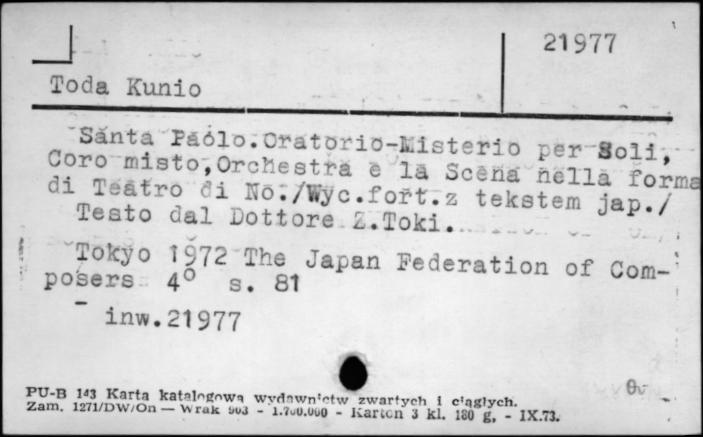 21977
Toda Kunio
Santa Paolo.Oratorio-Misterio per Soli,
Coro misto,Orchestra e la Scena nella forma
di Teatro di No./Wyc.fort.z tekstem jap./
Testo dal Dottore Z.Toki.
Tokyo 1972 The Japan Federation of Com-
posers 4° s. 81
inw.21977
PU-B 143 Karta katalogowa wydawnictw zwartych i ciągłych.
Zam. 1271/DW/On — Wrak 903 - 1.700.000 - Karton 3 kl. 180 g, - IX.73.